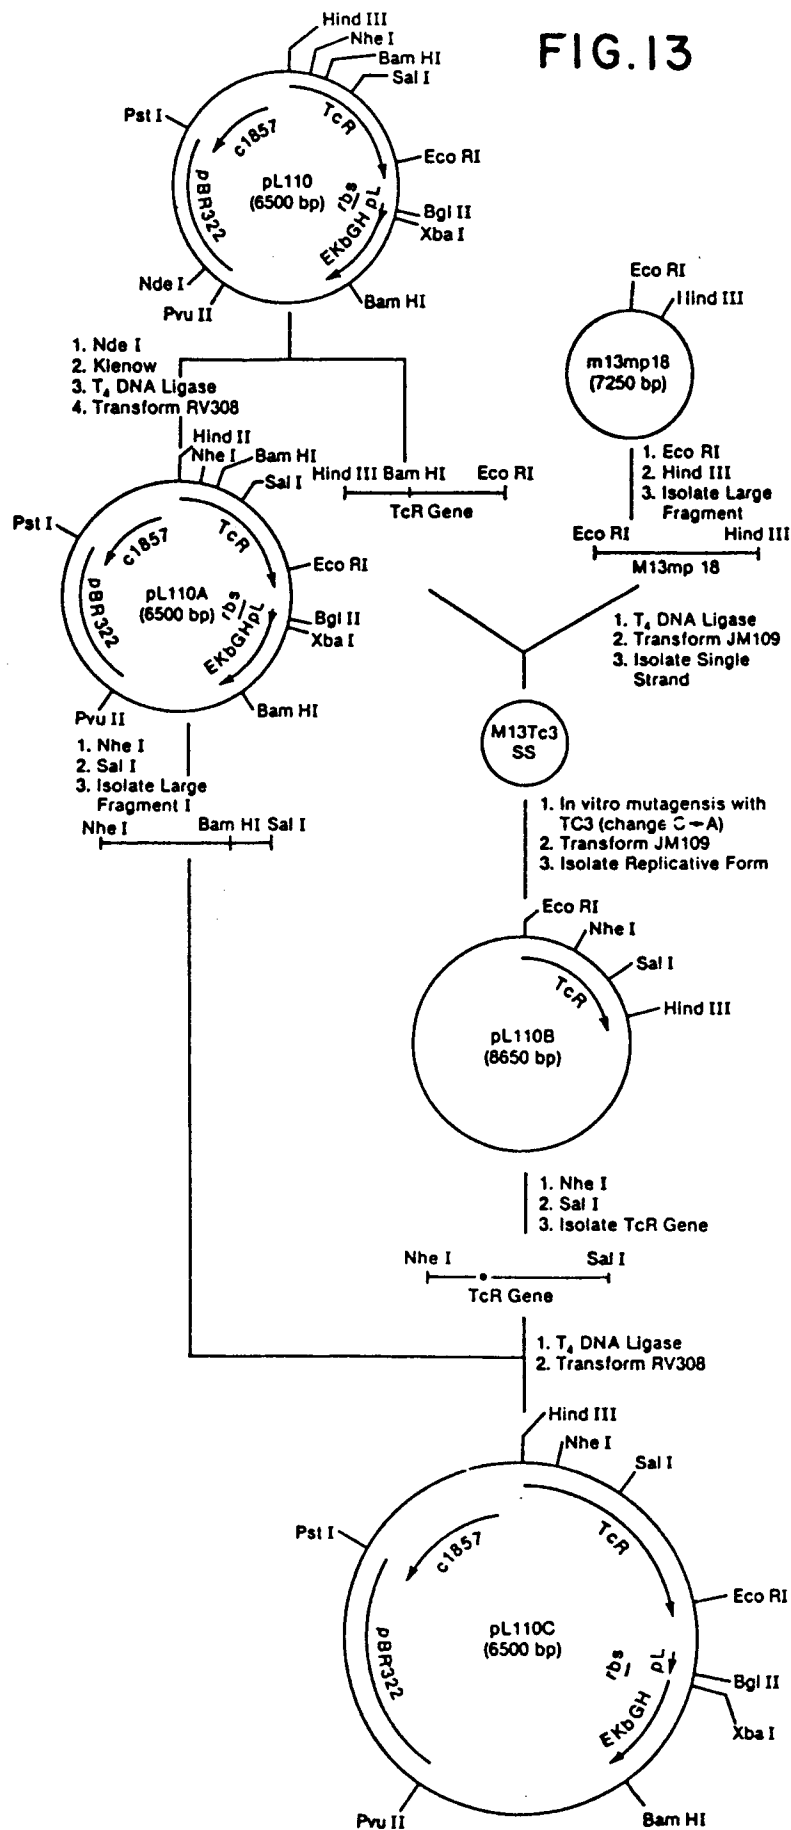 FIG.13
Hind III
Nhe I
Bam HI
Sal I
Pst I
c1857
TcR
Eco RI
pL110
(6500 bp)
rbs
pL
pBR322
EKbGH
Bgl II
Xba I
Nde I
Pvu II
Bam HI
Eco RI
Hind III
m13mp18
(7250 bp)
1. Nde I
2. Klenow
3. T4 DNA Ligase
4. Transform RV308
1. Eco RI
2. Hind III
3. Isolate Large
Fragment
Hind II
Nhe I
Bam HI
Sal I
Hind III Bam HI Eco RI
TcR Gene
Eco RI Hind III
M13mp 18
Pst I
c1857
TcR
Eco RI
pL110A
(6500 bp)
rbs
pL
pBR322
EKbGH
Bgl II
Xba I
Pvu II
Bam HI
1. T4 DNA Ligase
2. Transform JM109
3. Isolate Single
Strand
M13Tc3
SS
1. Nhe I
2. Sal I
3. Isolate Large
Fragment I
Nhe I Bam HI Sal I
1. In vitro mutagensis with
TC3 (change C→A)
2. Transform JM109
3. Isolate Replicative Form
Eco RI
Nhe I
Sal I
TcR
Hind III
pL110B
(8650 bp)
1. Nhe I
2. Sal I
3. Isolate TcR Gene
Nhe I Sal I
TcR Gene
1. T4 DNA Ligase
2. Transform RV308
Hind III
Nhe I
Sal I
Pst I
c1857
TcR
Eco RI
pL110C
(6500 bp)
rbs
pL
pBR322
EKbGH
Bgl II
Xba I
Pvu II
Bam HI